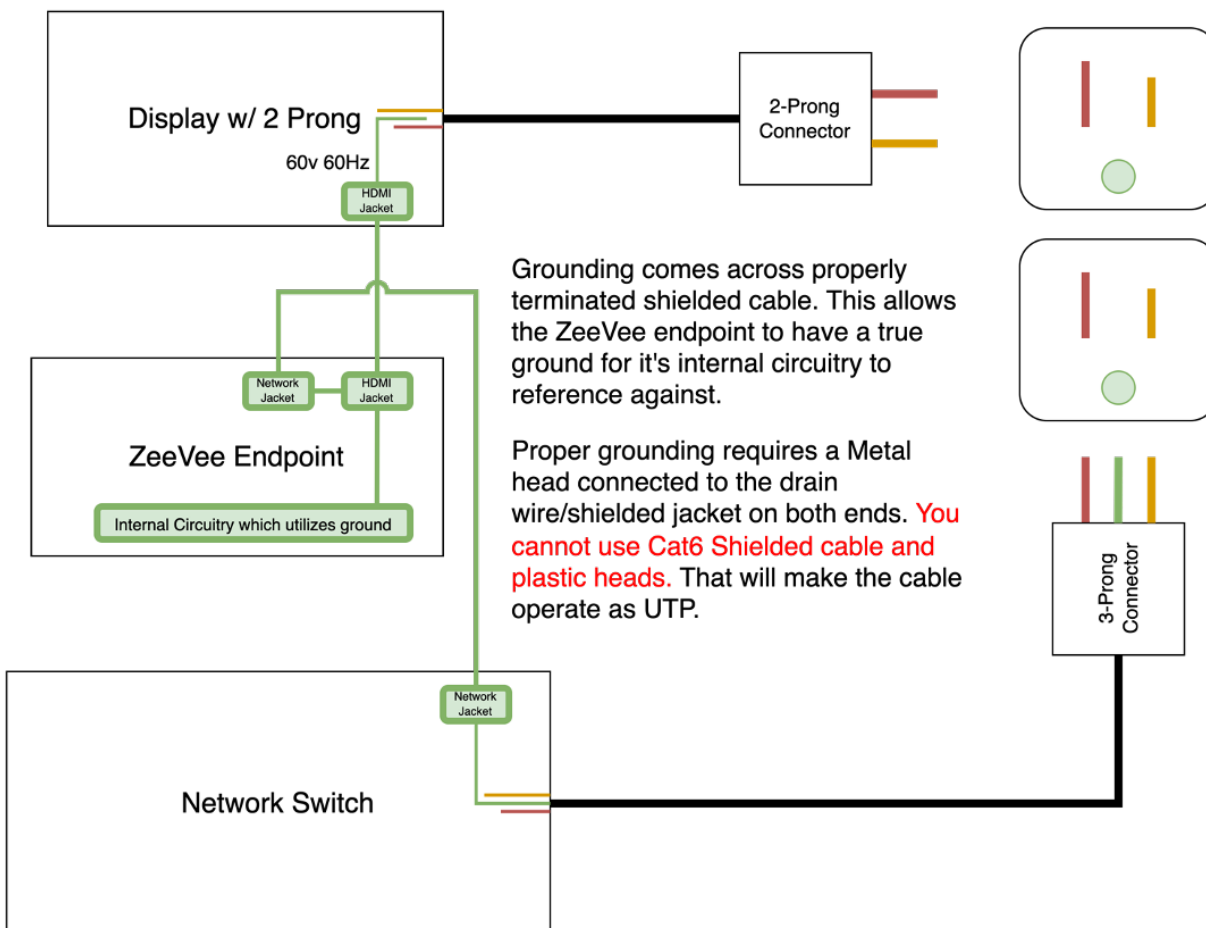 Display w/ 2 Prong
60v 60Hz
HDMI
Jacket
2-Prong
Connector
Grounding comes across properly
terminated shielded cable. This allows
the ZeeVee endpoint to have a true
ground for it's internal circuitry to
reference against.
Proper grounding requires a Metal
head connected to the drain
wire/shielded jacket on both ends. You
cannot use Cat6 Shielded cable and
plastic heads. That will make the cable
operate as UTP.
Network
Jacket
HDMI
Jacket
ZeeVee Endpoint
Internal Circuitry which utilizes ground
3-Prong
Connector
Network
Jacket
Network Switch